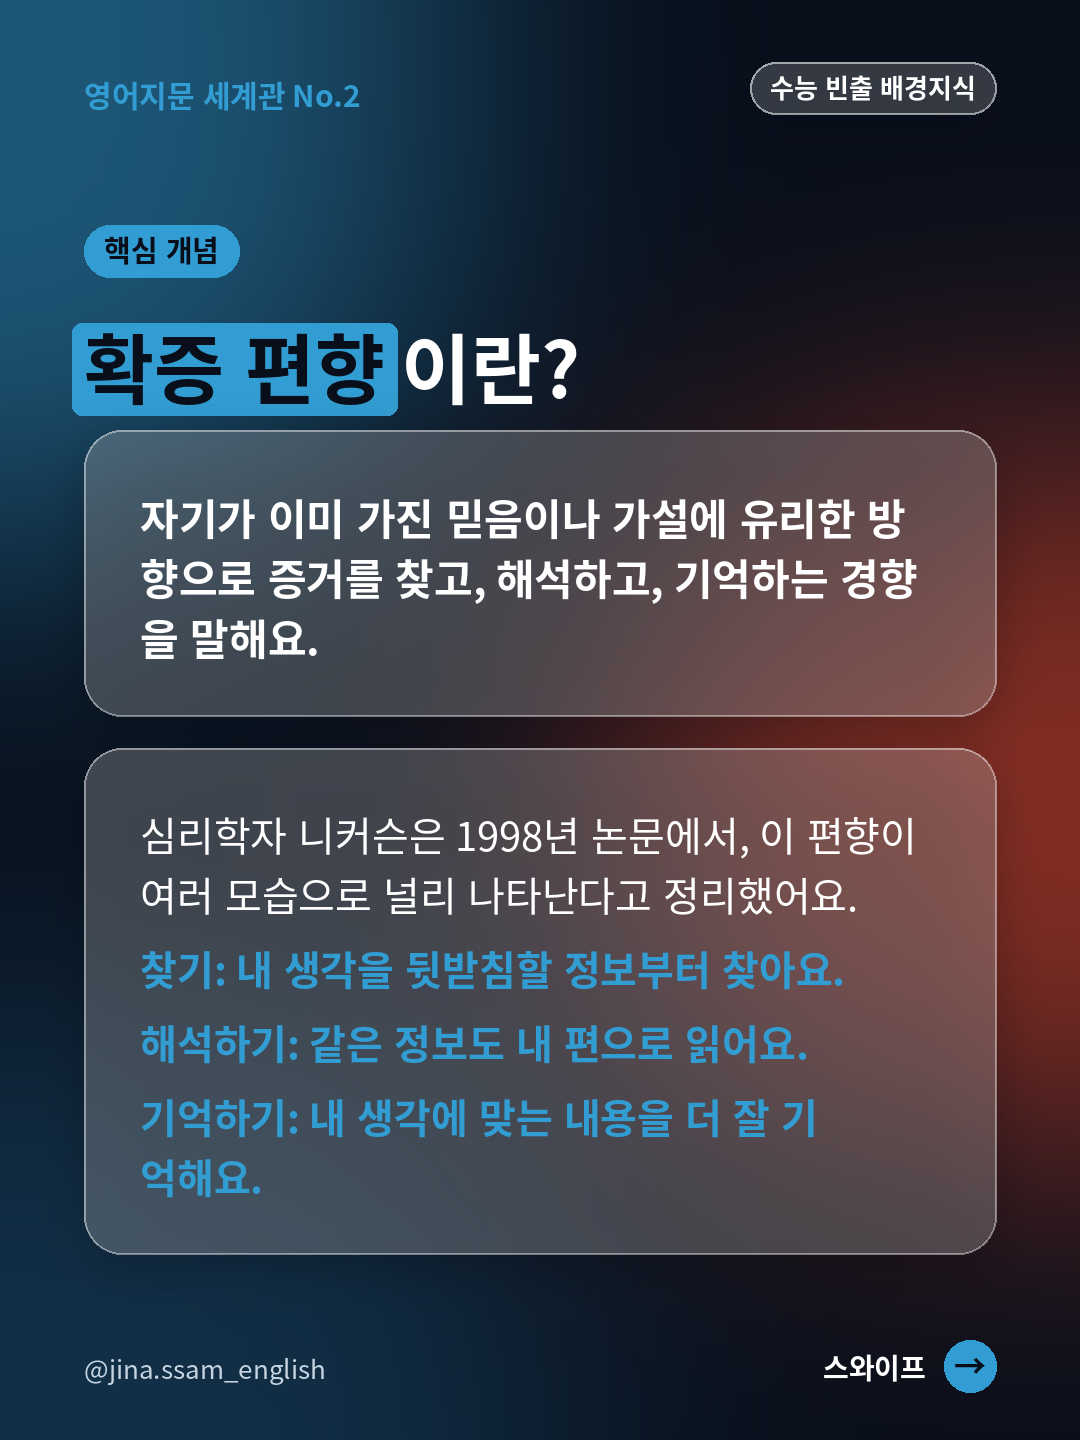 영어지문 세계관 No.2
수능 빈출 배경지식
핵심 개념
확증 편향이란?
자기가 이미 가진 믿음이나 가설에 유리한 방
향으로 증거를 찾고, 해석하고, 기억하는 경향
을 말해요.
심리학자 니커슨은 1998년 논문에서, 이 편향이
여러 모습으로 널리 나타난다고 정리했어요.
찾기: 내 생각을 뒷받침할 정보부터 찾아요.
해석하기: 같은 정보도 내 편으로 읽어요.
기억하기: 내 생각에 맞는 내용을 더 잘 기
억해요.
@jina.ssam_english
스와이프 →